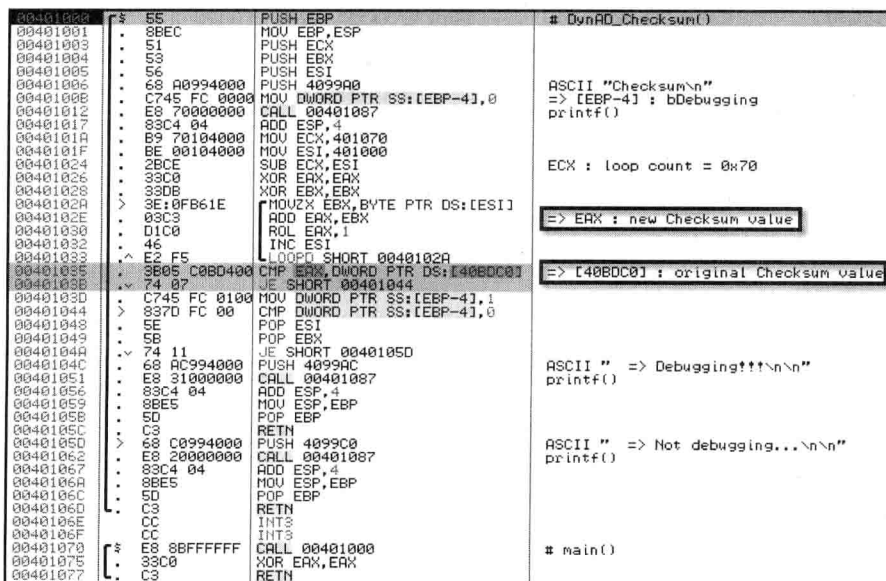 00401000 $ 55 PUSH EBP # DynAD_Checksum()
00401001 . 8BEC MOV EBP,ESP
00401003 . 51 PUSH ECX
00401004 . 53 PUSH EBX
00401005 . 56 PUSH ESI
00401006 . 68 A0994000 PUSH 4099A0 ASCII "Checksum\n"
0040100B . C745 FC 0000 MOV DWORD PTR SS:[EBP-4],0 => [EBP-4] : bDebugging
00401012 . E8 70000000 CALL 00401087 printf()
00401017 . 83C4 04 ADD ESP,4
0040101A . B9 70104000 MOV ECX,401070
0040101F . BE 00104000 MOV ESI,401000
00401024 . 2BCE SUB ECX,ESI ECX : loop count = 0x70
00401026 . 33C0 XOR EAX,EAX
00401028 . 33DB XOR EBX,EBX
0040102A > 3E:0FB61E MOVZX EBX,BYTE PTR DS:[ESI]
0040102E . 03C3 ADD EAX,EBX => EAX : new Checksum value
00401030 . D1C0 ROL EAX,1
00401032 . 46 INC ESI
00401033 .^ E2 F5 LOOPD SHORT 0040102A
00401035 . 3B05 C0BD400 CMP EAX,DWORD PTR DS:[40BDC0] => [40BDC0] : original Checksum value
0040103B .v 74 07 JE SHORT 00401044
0040103D . C745 FC 0100 MOV DWORD PTR SS:[EBP-4],1
00401044 > 837D FC 00 CMP DWORD PTR SS:[EBP-4],0
00401048 . 5E POP ESI
00401049 . 5B POP EBX
0040104A .v 74 11 JE SHORT 0040105D
0040104C . 68 AC994000 PUSH 4099AC ASCII " => Debugging!!!\n\n"
00401051 . E8 31000000 CALL 00401087 printf()
00401056 . 83C4 04 ADD ESP,4
00401059 . 8BE5 MOV ESP,EBP
0040105B . 5D POP EBP
0040105C . C3 RETN
0040105D > 68 C0994000 PUSH 4099C0 ASCII " => Not debugging...\n\n"
00401062 . E8 20000000 CALL 00401087 printf()
00401067 . 83C4 04 ADD ESP,4
0040106A . 8BE5 MOV ESP,EBP
0040106C . 5D POP EBP
0040106D . C3 RETN
0040106E CC INT3
0040106F CC INT3
00401070 $ E8 8BFFFFFF CALL 00401000 # main()
00401075 . 33C0 XOR EAX,EAX
00401077 . C3 RETN